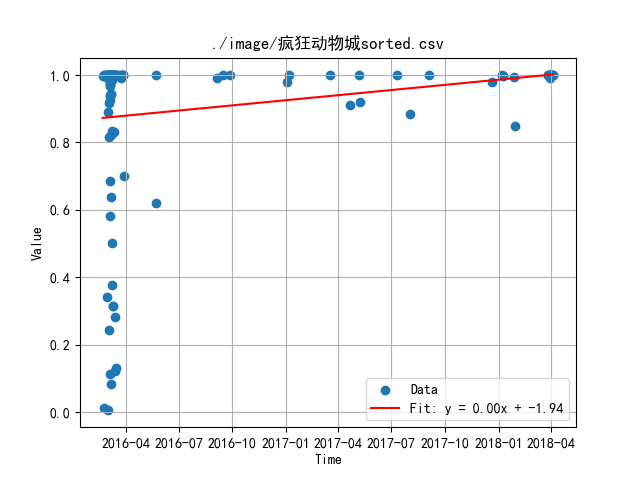 ./image/疯狂动物城sorted.csv
1.0
0.8
0.6
0.4
0.2
0.0
Value
Data
Fit: y = 0.00x + -1.94
2016-04 2016-07 2016-10 2017-01 2017-04 2017-07 2017-10 2018-01 2018-04
Time